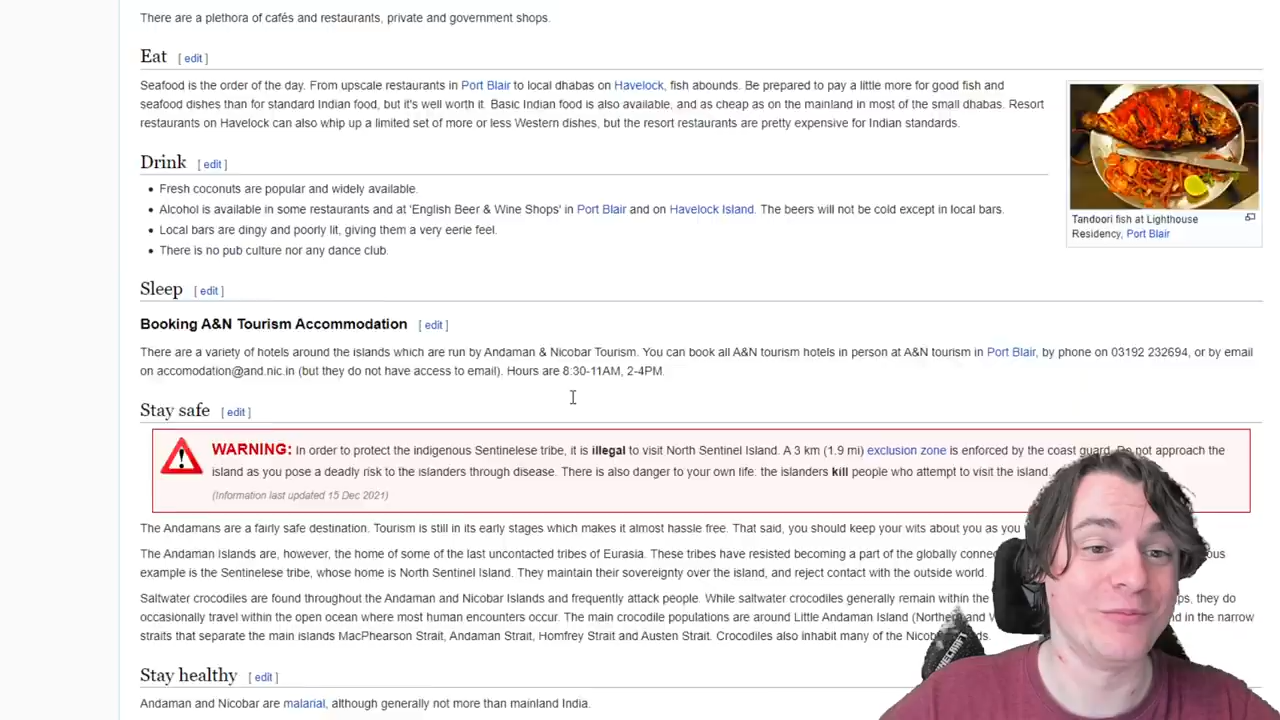 There are a plethora of cafés and restaurants, private and government shops.
Eat [ edit ]
Seafood is the order of the day. From upscale restaurants in Port Blair to local dhabas on Havelock, fish abounds. Be prepared to pay a little more for good fish and
seafood dishes than for standard Indian food, but it's well worth it. Basic Indian food is also available, and as cheap as on the mainland in most of the small dhabas. Resort
restaurants on Havelock can also whip up a limited set of more or less Western dishes, but the resort restaurants are pretty expensive for Indian standards.
Tandoori fish at Lighthouse
Residency, Port Blair
Drink [ edit ]
• Fresh coconuts are popular and widely available.
• Alcohol is available in some restaurants and at 'English Beer & Wine Shops' in Port Blair and on Havelock Island. The beers will not be cold except in local bars.
• Local bars are dingy and poorly lit, giving them a very eerie feel.
• There is no pub culture nor any dance club.
Sleep [ edit ]
Booking A&N Tourism Accommodation [ edit ]
There are a variety of hotels around the islands which are run by Andaman & Nicobar Tourism. You can book all A&N tourism hotels in person at A&N tourism in Port Blair, by phone on 03192 232694, or by email
on accomodation@and.nic.in (but they do not have access to email). Hours are 8:30-11AM, 2-4PM.
Stay safe [ edit ]
WARNING: In order to protect the indigenous Sentinelese tribe, it is illegal to visit North Sentinel Island. A 3 km (1.9 mi) exclusion zone is enforced by the coast guard. Do not approach the
island as you pose a deadly risk to the islanders through disease. There is also danger to your own life: the islanders kill people who attempt to visit the island.
(Information last updated 15 Dec 2021)
The Andamans are a fairly safe destination. Tourism is still in its early stages which makes it almost hassle free. That said, you should keep your wits about you as you
The Andaman Islands are, however, the home of some of the last uncontacted tribes of Eurasia. These tribes have resisted becoming a part of the globally
example is the Sentinelese tribe, whose home is North Sentinel Island. They maintain their sovereignty over the island, and reject contact with the outside world.
Saltwater crocodiles are found throughout the Andaman and Nicobar Islands and frequently attack people. While saltwater crocodiles generally remain within the they do
occasionally travel within the open ocean where most human encounters occur. The main crocodile populations are around Little Andaman Island (Northern and in the narrow
straits that separate the main islands MacPhearson Strait, Andaman Strait, Homfrey Strait and Austen Strait. Crocodiles also inhabit many of the
Stay healthy [ edit ]
Andaman and Nicobar are malarial, although generally not more than mainland India.
MINECRAFT